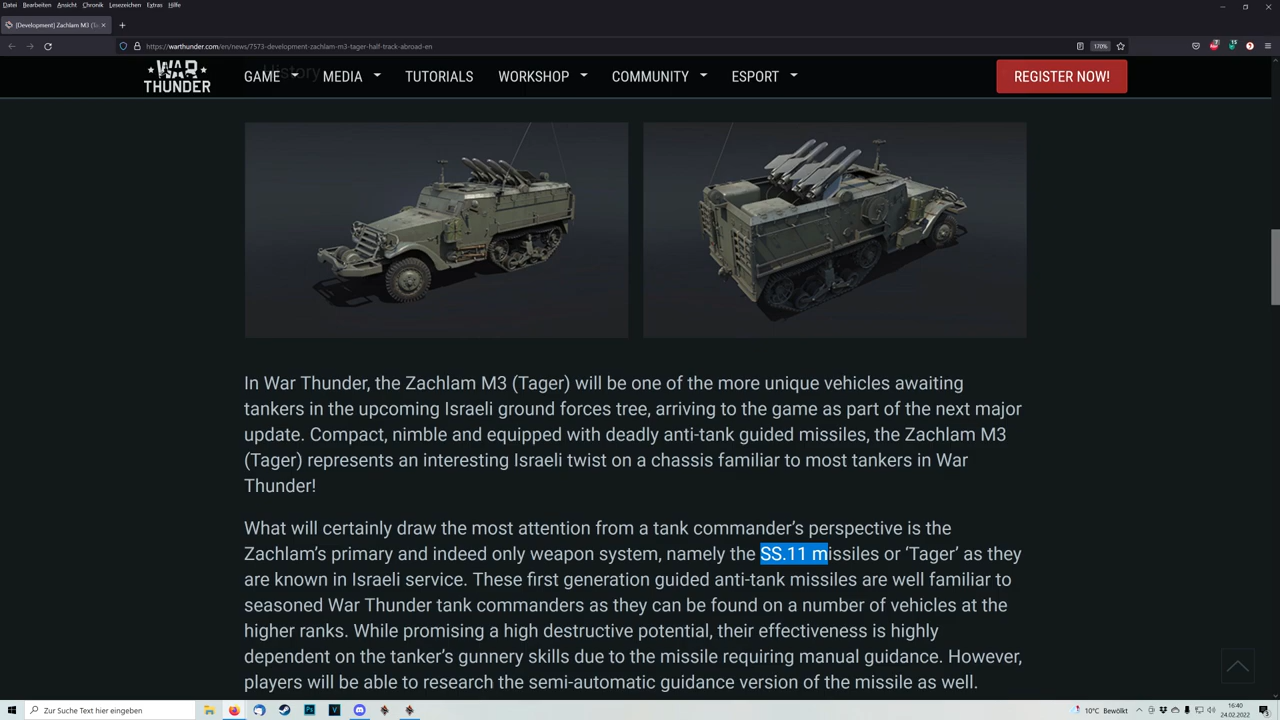 Datei Bearbeiten Ansicht Chronik Lesezeichen Extras Hilfe
[Development] Zachlam M3 (Ta
https://warthunder.com/en/news/7573-development-zachlam-m3-tager-half-track-abroad-en
170%
WAR THUNDER
GAME MEDIA TUTORIALS WORKSHOP COMMUNITY ESPORT REGISTER NOW!
History
In War Thunder, the Zachlam M3 (Tager) will be one of the more unique vehicles awaiting
tankers in the upcoming Israeli ground forces tree, arriving to the game as part of the next major
update. Compact, nimble and equipped with deadly anti-tank guided missiles, the Zachlam M3
(Tager) represents an interesting Israeli twist on a chassis familiar to most tankers in War
Thunder!
What will certainly draw the most attention from a tank commander’s perspective is the
Zachlam’s primary and indeed only weapon system, namely the SS.11 missiles or ‘Tager’ as they
are known in Israeli service. These first generation guided anti-tank missiles are well familiar to
seasoned War Thunder tank commanders as they can be found on a number of vehicles at the
higher ranks. While promising a high destructive potential, their effectiveness is highly
dependent on the tanker’s gunnery skills due to the missile requiring manual guidance. However,
players will be able to research the semi-automatic guidance version of the missile as well.
Zur Suche Text hier eingeben
10°C Bewölkt
16:40
24.02.2022